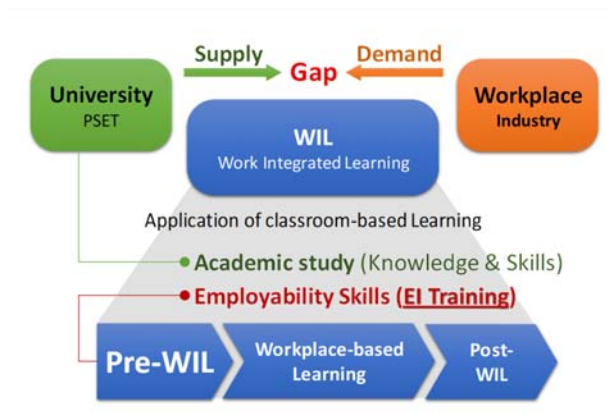 Supply
Gap
Demand
University
PSET
WIL
Work Integrated Learning
Workplace
Industry
Application of classroom-based Learning
Academic study (Knowledge & Skills)
Employability Skills (EI Training)
Pre-WIL
Workplace-based
Learning
Post-
WIL